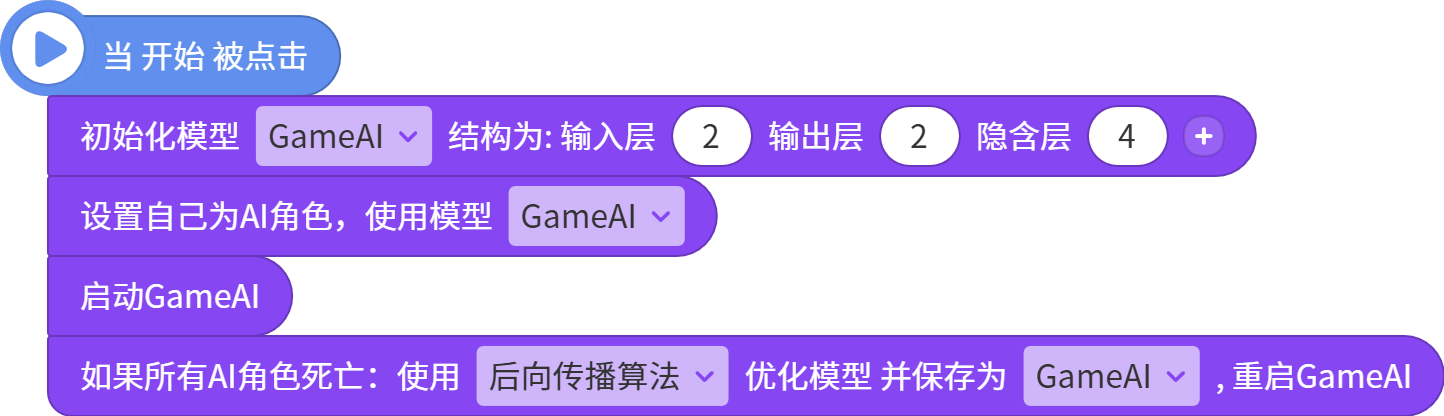 当 开始 被点击
初始化模型 GameAI 结构为: 输入层 2 输出层 2 隐含层 4 +
设置自己为AI角色，使用模型 GameAI
启动GameAI
如果所有AI角色死亡：使用 后向传播算法 优化模型 并保存为 GameAI , 重启GameAI